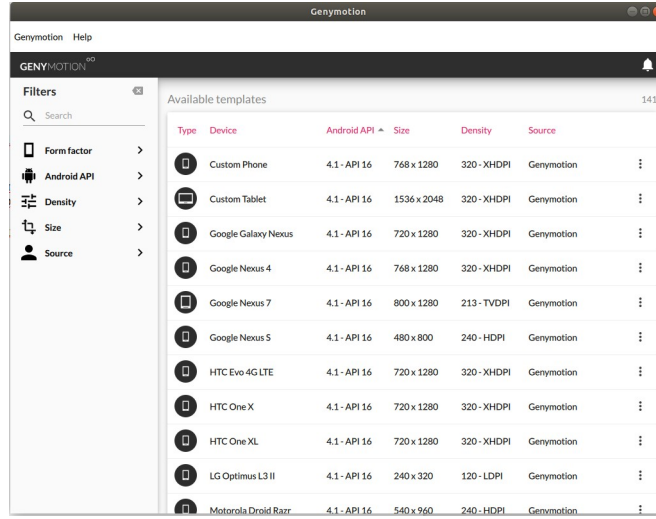 Genymotion
Genymotion Help
GENYMOTION
Filters
Search
Form factor
Android API
Density
Size
Source
Available templates 141
Type Device Android API Size Density Source
Custom Phone 4.1 - API 16 768 x 1280 320 - XHDPI Genymotion
Custom Tablet 4.1 - API 16 1536 x 2048 320 - XHDPI Genymotion
Google Galaxy Nexus 4.1 - API 16 720 x 1280 320 - XHDPI Genymotion
Google Nexus 4 4.1 - API 16 768 x 1280 320 - XHDPI Genymotion
Google Nexus 7 4.1 - API 16 800 x 1280 213 - TVDPI Genymotion
Google Nexus S 4.1 - API 16 480 x 800 240 - HDPI Genymotion
HTC Evo 4G LTE 4.1 - API 16 720 x 1280 320 - XHDPI Genymotion
HTC One X 4.1 - API 16 720 x 1280 320 - XHDPI Genymotion
HTC One XL 4.1 - API 16 720 x 1280 320 - XHDPI Genymotion
LG Optimus L3 II 4.1 - API 16 240 x 320 120 - LDPI Genymotion
Motorola Droid Razr 4.1 - API 16 540 x 960 240 - HDPI Genymotion